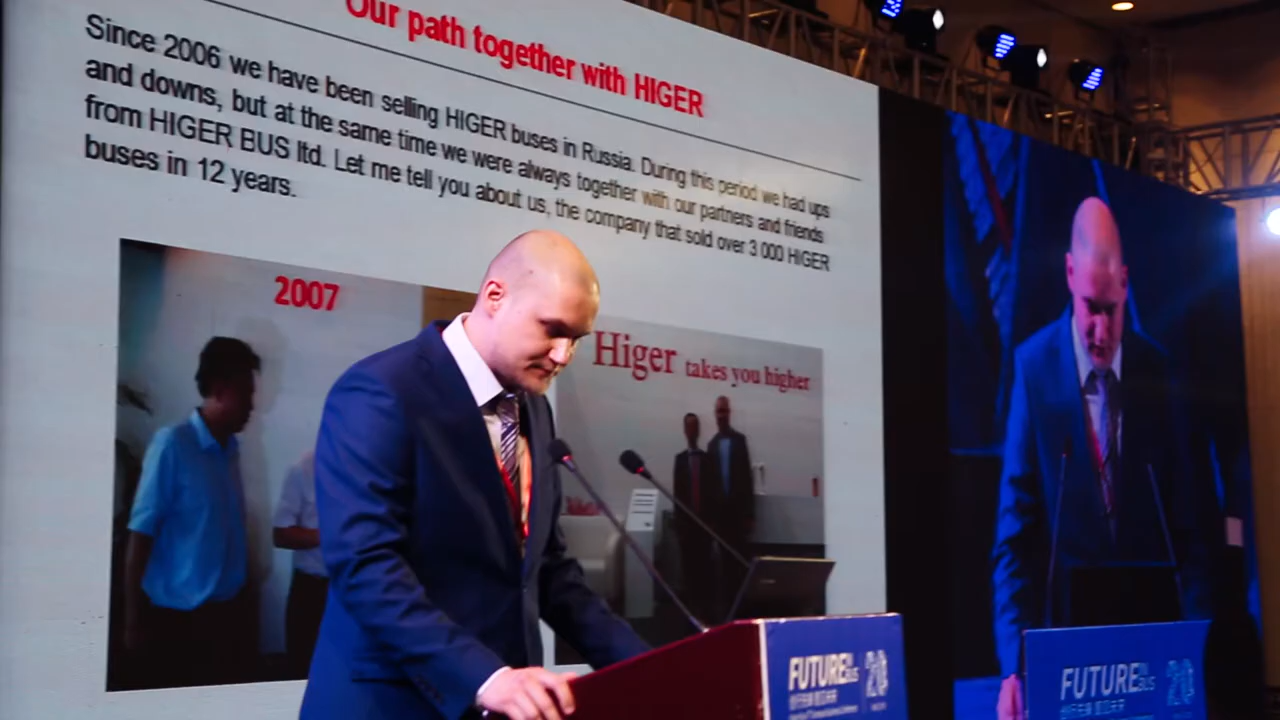 Our path together with HIGER
Since 2006 we have been selling HIGER buses in Russia. During this period we had ups
and downs, but at the same time we were always together with our partners and friends
from HIGER BUS ltd. Let me tell you about us, the company that sold over 3 000 HIGER
buses in 12 years.
2007
Higer takes you higher
FUTURE
BUS
20
FUTURE
BUS
20